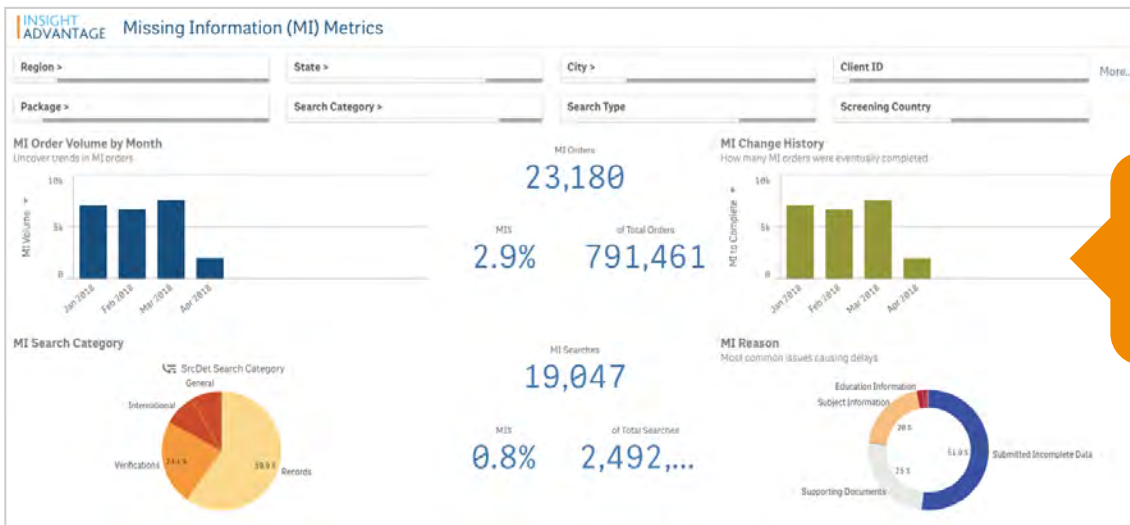 INSIGHT
ADVANTAGE
Missing Information (MI) Metrics
Region >
State >
City >
Client ID
More..
Package >
Search Category >
Search Type
Screening Country
MI Order Volume by Month
Uncover trends in MI orders
MI Volume
10k
5k
0
Jan 2018
Feb 2018
Mar 2018
Apr 2018
MI Orders
23,180
MI%
2.9%
of Total Orders
791,461
MI Change History
How many MI orders were eventually completed
MI to Complete
10k
5k
0
Jan 2018
Feb 2018
Mar 2018
Apr 2018
MI Search Category
SrcDet Search Category
General
International
Verifications
Records
MI Searches
19,047
MI%
0.8%
of Total Searches
2,492,...
MI Reason
Most common issues causing delays
Education Information
Subject Information
20%
51.9%
Submitted Incomplete Data
25%
Supporting Documents